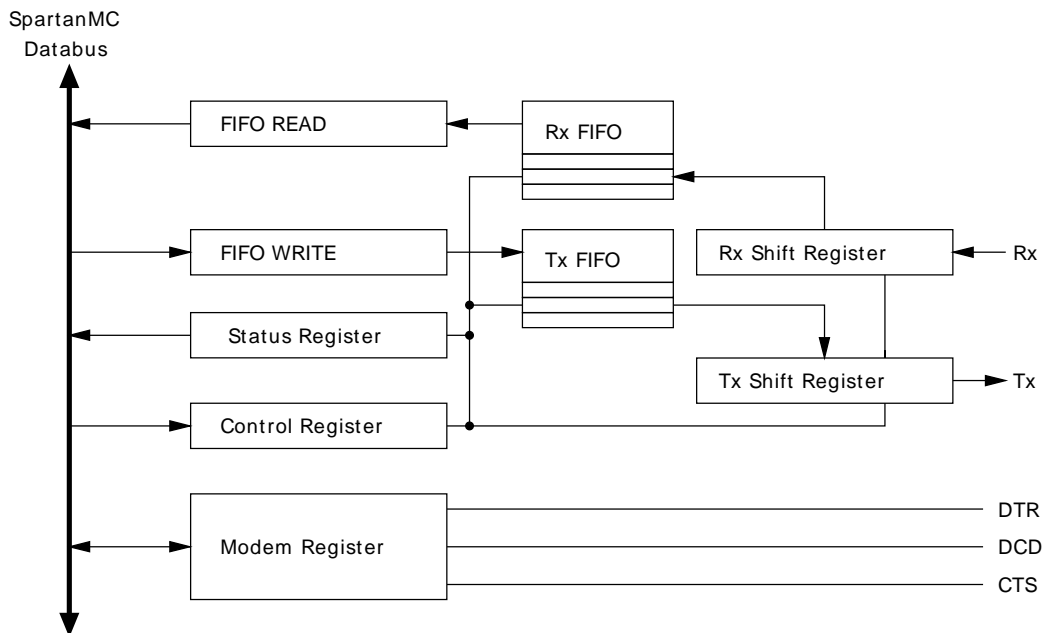 SpartanMC
Databus
FIFO READ
Rx FIFO
FIFO WRITE
Tx FIFO
Rx Shift Register
Rx
Status Register
Tx Shift Register
Tx
Control Register
DTR
Modem Register
DCD
CTS